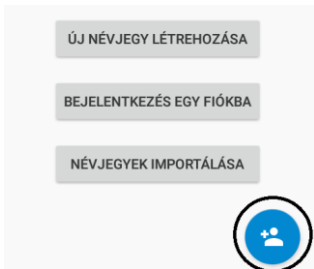 ÚJ NÉVJEGY LÉTREHOZÁSA
BEJELENTKEZÉS EGY FIÓKBA
NÉVJEGYEK IMPORTÁLÁSA